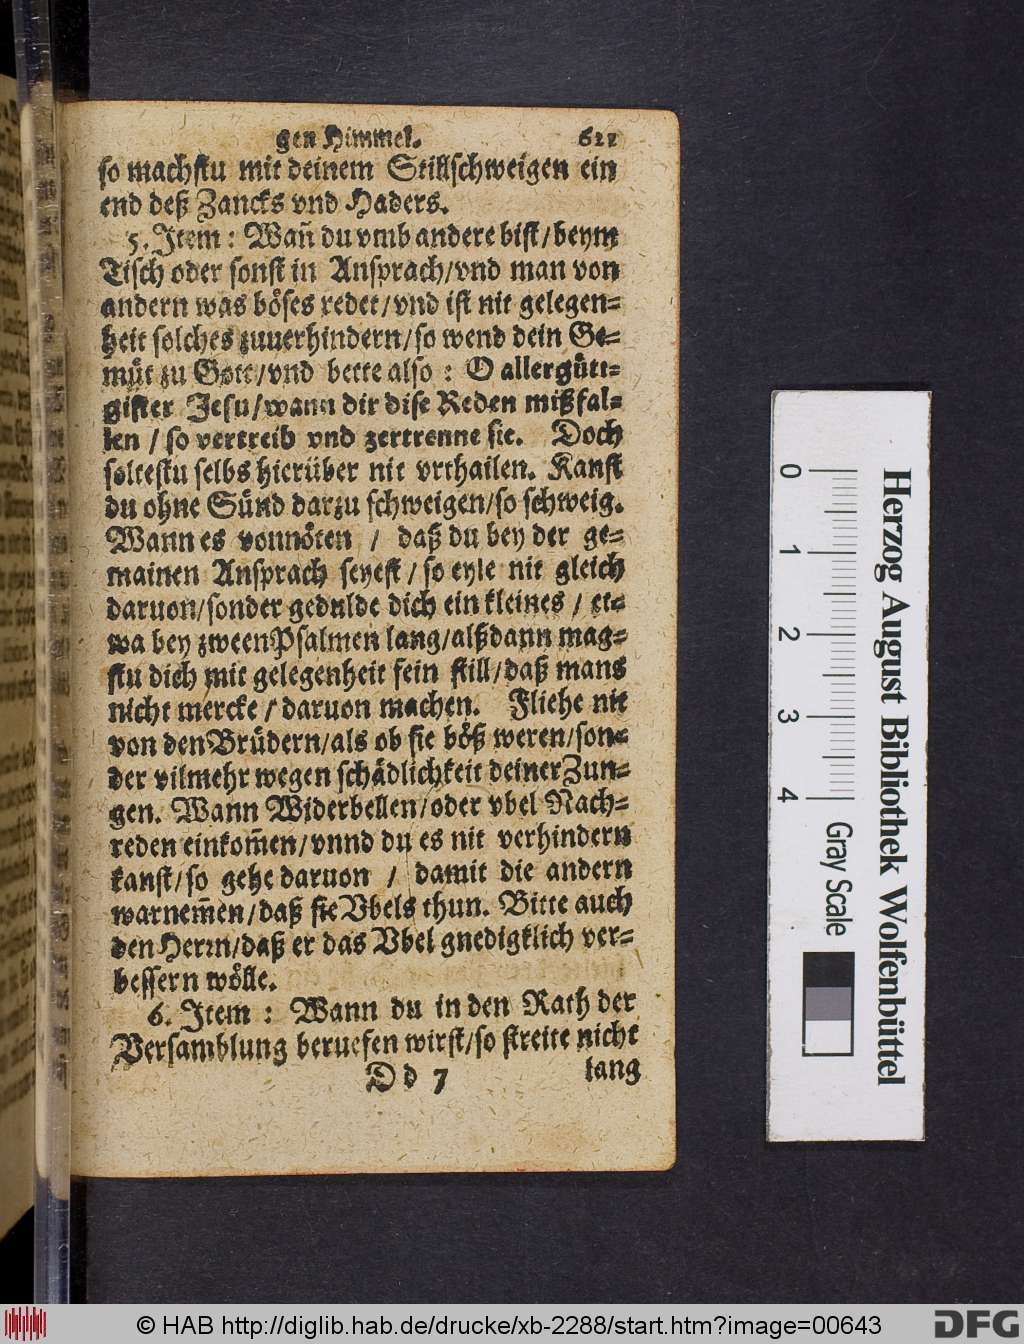 gen Himmel. 621
so machstu mit deinem Stillschweigen ein
end deß Zancks vnd Haders.
5. Item : Wañ du vmb andere bist/beym
Tisch oder sonst in Ansprach/vnd man von
andern was böses redet/vnd ist nit gelegen=
heit solches zuuerhindern/so wend dein Ge=
müt zu Gott/vnd bette also : O allergütt=
gister Jesu/wann dir dise Reden mißfal=
len / so vertreib vnd zertrenne sie. Doch
soltestu selbs hierüber nit vrthailen. Kanst
du ohne Sünd darzu schweigen/so schweig.
Wann es vonnöten / daß du bey der ge=
mainen Ansprach seyest / so eyle nit gleich
daruon/sonder gedulde dich ein kleines / et=
wa bey zween Psalmen lang/alßdann mag=
stu dich mit gelegenheit fein still/daß mans
nicht mercke / daruon machen. Fliehe nit
von den Brüdern/als ob sie böß weren/son=
der vilmehr wegen schädlichkeit deiner Zun=
gen. Wann Widerbellen/oder vbel Nach=
reden einkom̃en/vnnd du es nit verhindern
kanst/so gehe daruon / damit die andern
warnem̃en/daß sie Vbels thun. Bitte auch
den Herrn/daß er das Vbel gnedigklich ver=
bessern wölle.
6. Item : Wann du in den Rath der
Versamblung beruefen wirst/so streite nicht
D d 7 lang
0 1 2 3 4
Gray Scale
Herzog August Bibliothek Wolfenbüttel
© HAB http://diglib.hab.de/drucke/xb-2288/start.htm?image=00643
DFG